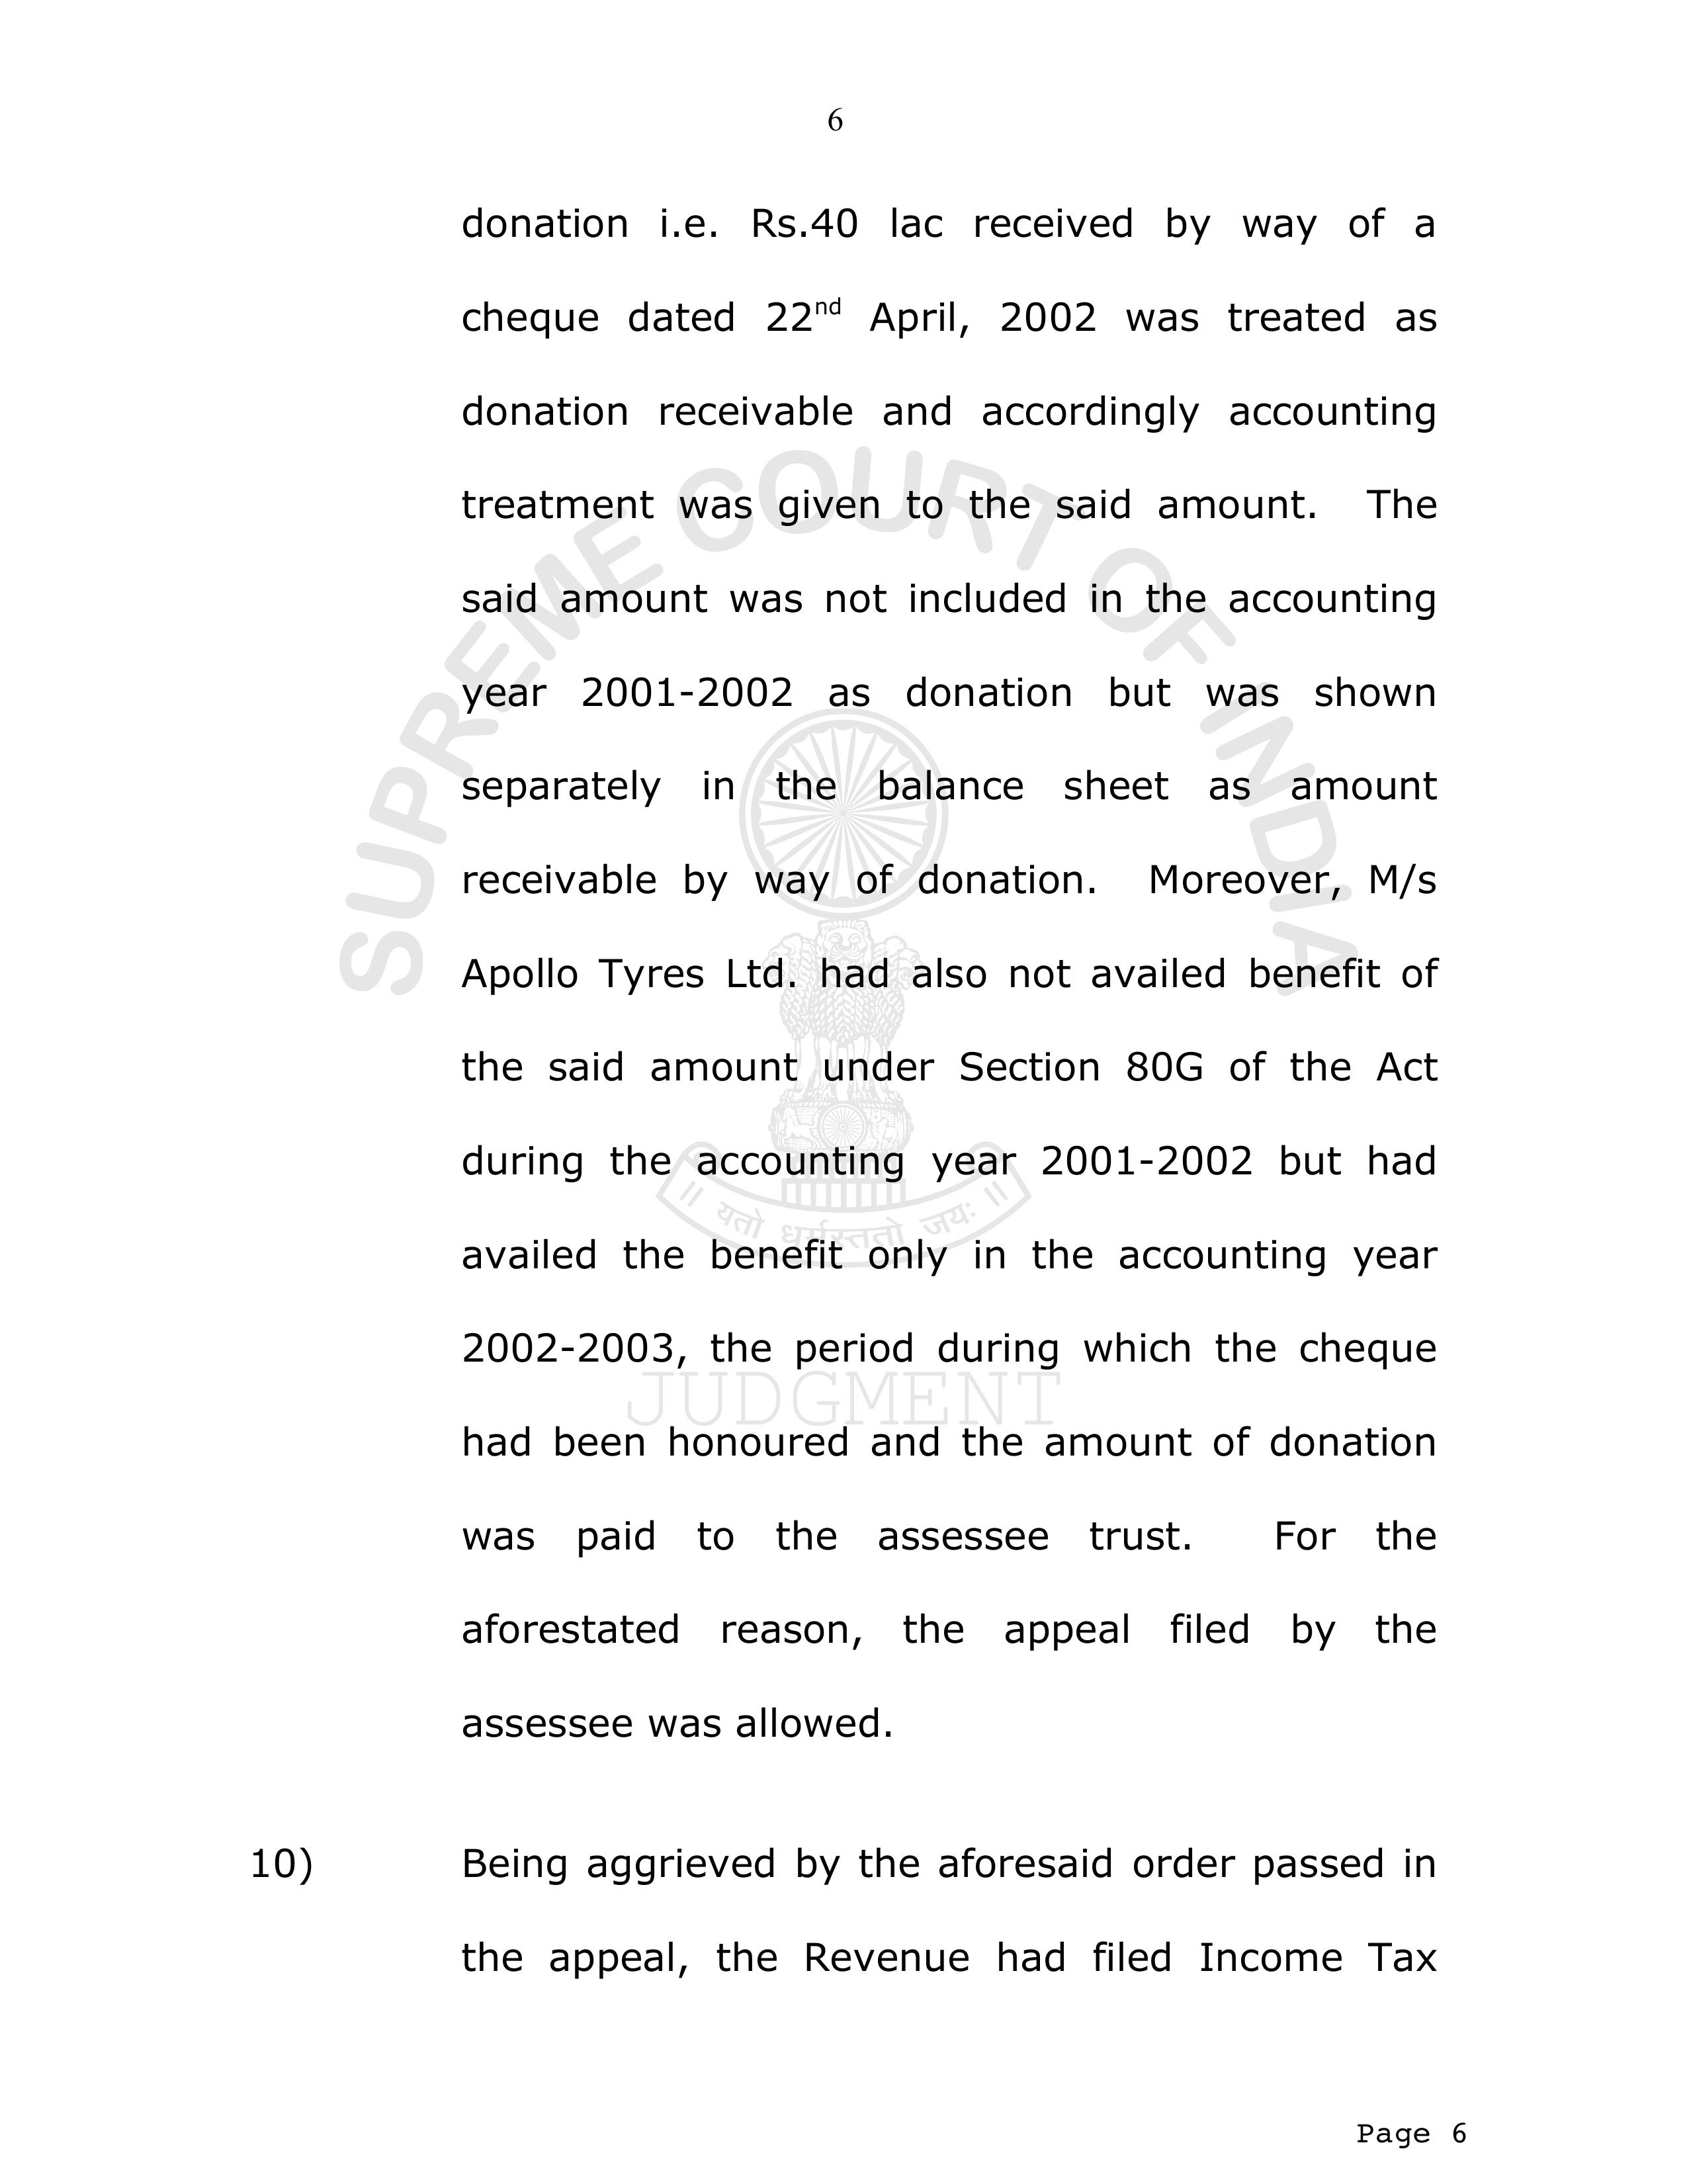 6
donation i.e. Rs.40 lac received by way of a
cheque dated 22nd April, 2002 was treated as
donation receivable and accordingly accounting
treatment was given to the said amount. The
said amount was not included in the accounting
year 2001-2002 as donation but was shown
separately in the balance sheet as amount
receivable by way of donation. Moreover, M/s
Apollo Tyres Ltd. had also not availed benefit of
the said amount under Section 80G of the Act
during the accounting year 2001-2002 but had
availed the benefit only in the accounting year
2002-2003, the period during which the cheque
had been honoured and the amount of donation
was paid to the assessee trust. For the
aforestated reason, the appeal filed by the
assessee was allowed.
10) Being aggrieved by the aforesaid order passed in
the appeal, the Revenue had filed Income Tax
Page 6
SUPREME COURT OF INDIA
॥ यतो धर्मस्ततो जयः ॥
JUDGMENT